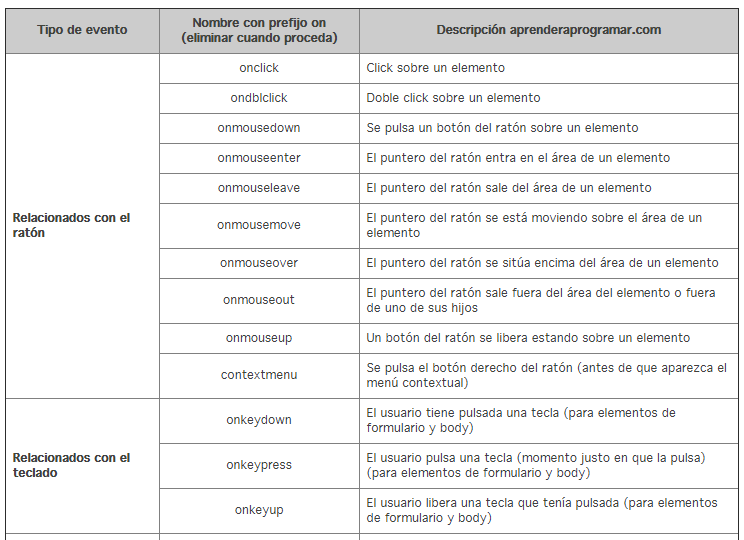 Tipo de evento
Nombre con prefijo on
(eliminar cuando proceda)
Descripción aprenderaprogramar.com
Relacionados con el
ratón
onclick
Click sobre un elemento
ondblclick
Doble click sobre un elemento
onmousedown
Se pulsa un botón del ratón sobre un elemento
onmouseenter
El puntero del ratón entra en el área de un elemento
onmouseleave
El puntero del ratón sale del área de un elemento
onmousemove
El puntero del ratón se está moviendo sobre el área de un
elemento
onmouseover
El puntero del ratón se sitúa encima del área de un elemento
onmouseout
El puntero del ratón sale fuera del área del elemento o fuera
de uno de sus hijos
onmouseup
Un botón del ratón se libera estando sobre un elemento
contextmenu
Se pulsa el botón derecho del ratón (antes de que aparezca el
menú contextual)
Relacionados con el
teclado
onkeydown
El usuario tiene pulsada una tecla (para elementos de
formulario y body)
onkeypress
El usuario pulsa una tecla (momento justo en que la pulsa)
(para elementos de formulario y body)
onkeyup
El usuario libera una tecla que tenía pulsada (para elementos
de formulario y body)